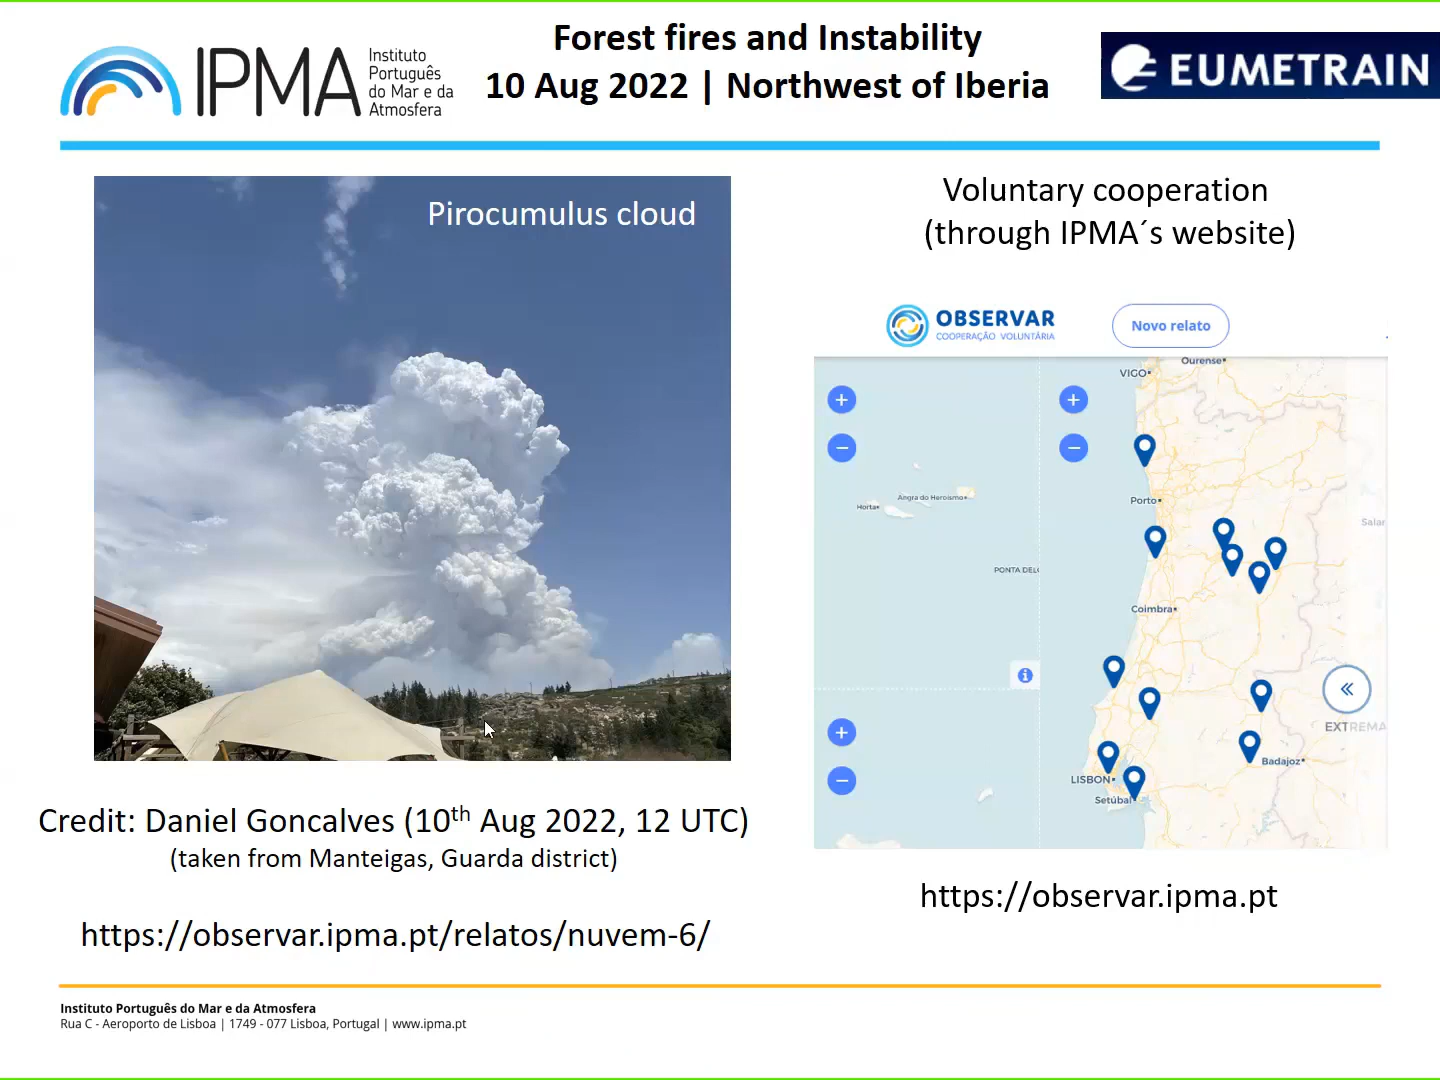 IPMA
Instituto
Português
do Mar e da
Atmosfera
Forest fires and Instability
10 Aug 2022 | Northwest of Iberia
EUMETRAIN
Pirocumulus cloud
Credit: Daniel Goncalves (10th Aug 2022, 12 UTC)
(taken from Manteigas, Guarda district)
https://observar.ipma.pt/relatos/nuvem-6/
Voluntary cooperation
(through IPMA´s website)
OBSERVAR
COOPERAÇÃO VOLUNTÁRIA
Novo relato
Ourense
VIGO
Angra do Heroísmo
Horta
Porto
Salar
PONTA DEL
Coimbra
EXTREMA
Badajoz
LISBON
Setúbal
https://observar.ipma.pt
Instituto Português do Mar e da Atmosfera
Rua C - Aeroporto de Lisboa | 1749 - 077 Lisboa, Portugal | www.ipma.pt